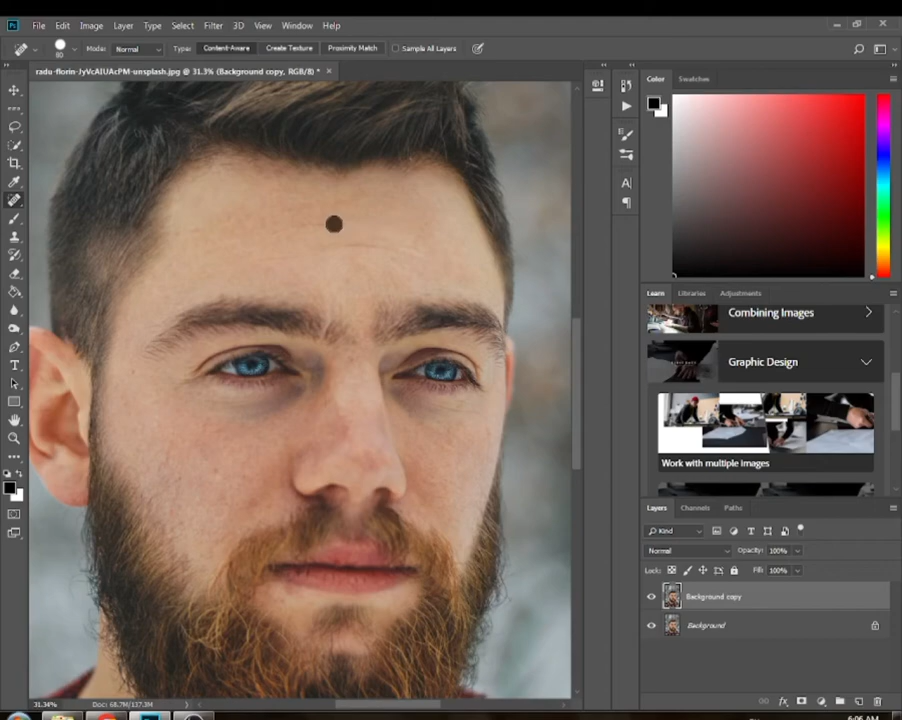 Ps File Edit Image Layer Type Select Filter 3D View Window Help
80 Mode: Normal Type: Content-Aware Create Texture Proximity Match Sample All Layers
radu-florin-JyVcAIUAcPM-unsplash.jpg @ 31.3% (Background copy, RGB/8) * ×
Color Swatches
A|
¶
Learn Libraries Adjustments
Combining Images
Graphic Design
Work with multiple images
Layers Channels Paths
Kind
Normal Opacity: 100%
Lock: Fill: 100%
Background copy
Background
T
31.34% Doc: 68.7M/137.3M
6:06 AM